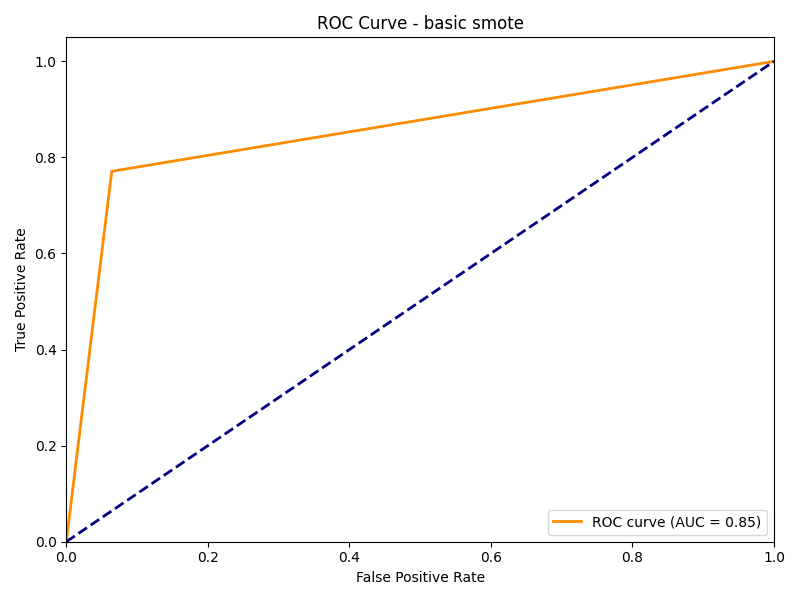 ROC Curve - basic smote
True Positive Rate
1.0
0.8
0.6
0.4
0.2
0.0
0.0 0.2 0.4 0.6 0.8 1.0
False Positive Rate
ROC curve (AUC = 0.85)